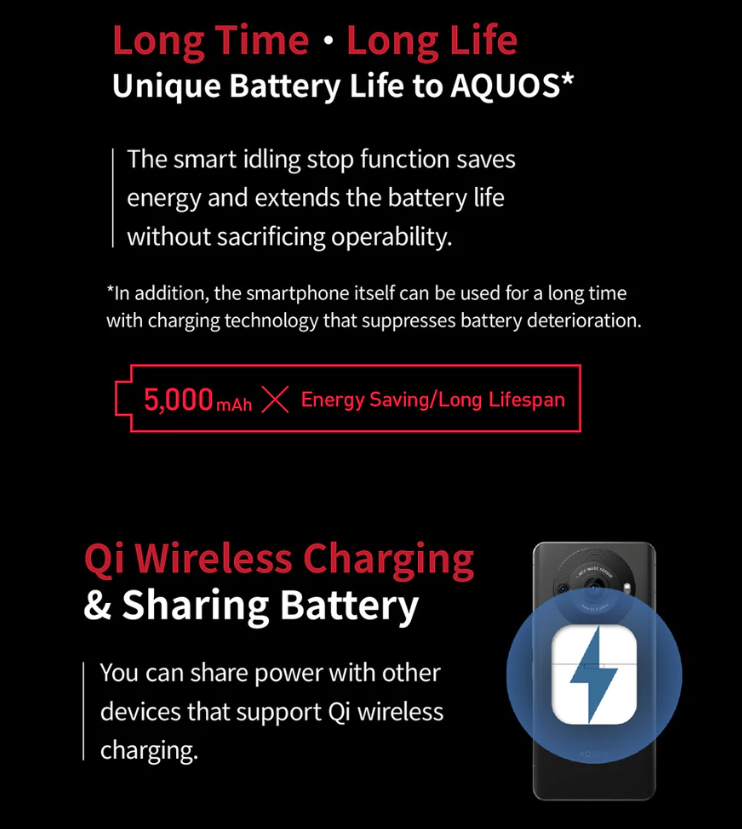 Long Time・Long Life
Unique Battery Life to AQUOS*
The smart idling stop function saves
energy and extends the battery life
without sacrificing operability.
*In addition, the smartphone itself can be used for a long time
with charging technology that suppresses battery deterioration.
5,000 mAh × Energy Saving/Long Lifespan
Qi Wireless Charging
& Sharing Battery
You can share power with other
devices that support Qi wireless
charging.
AQUOS